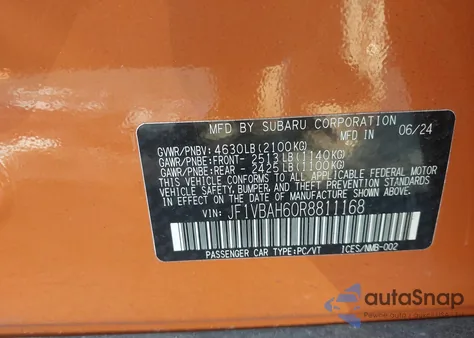 MFD BY SUBARU CORPORATION 06/24
GVWR/PNBV: 4630LB(2100KG)
GAWR/PNBE:FRONT- 2513LB(1140KG)
GAWR/PNBE:REAR - 2425LB(1100KG)
THIS VEHICLE CONFORMS TO ALL APPLICABLE FEDERAL MOTOR
VEHICLE SAFETY, BUMPER, AND THEFT PREVENTION STANDARDS IN EFFECT
ON THE DATE OF MANUFACTURE SHOWN ABOVE.
VIN: JF1VBAH60R8811168
PASSENGER CAR TYPE:PC/VT ICES/NMB-002
autoSnap